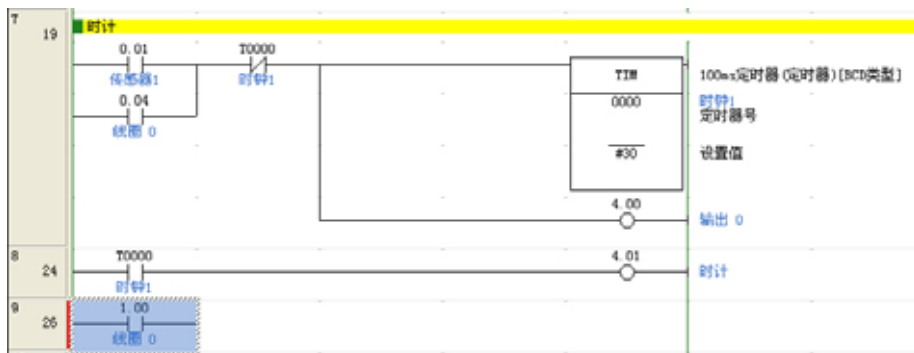 7
19
时计
0.01
T0000
传感器1
时钟1
0.04
线圈 0
TIM
0000
#30
100ms定时器(定时器)[BCD类型]
时钟1
定时器号
设置值
4.00
输出 0
8
24
T0000
时钟1
4.01
时计
9
26
1.00
线圈 0